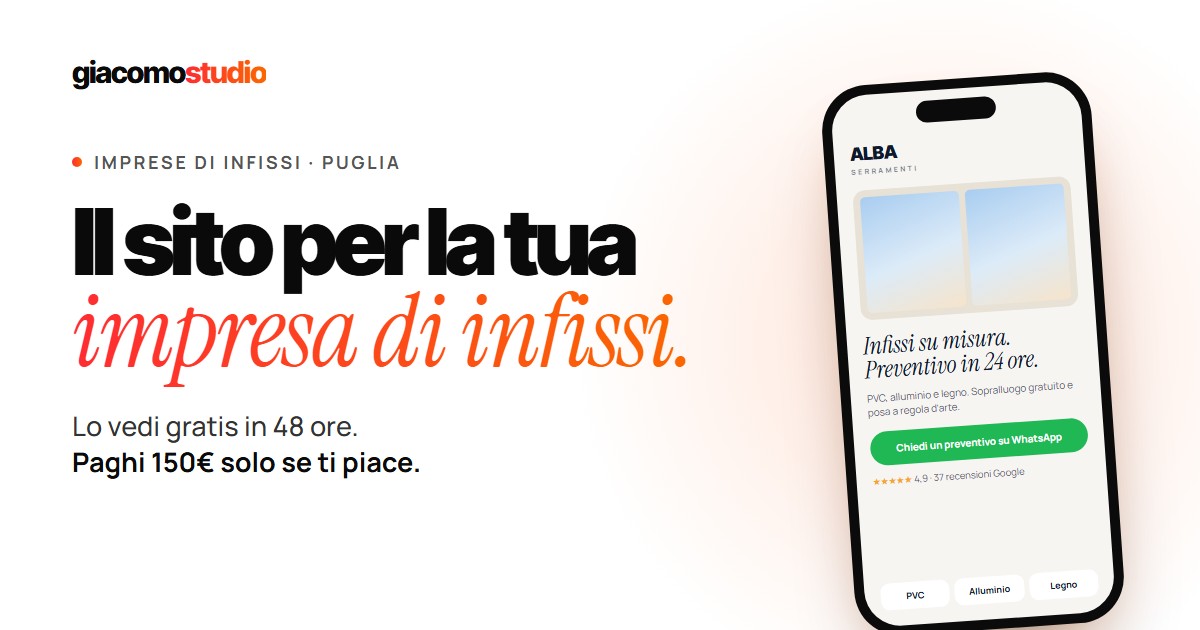 giacomostudio
IMPRESE DI INFISSI · PUGLIA
Il sito per la tua
impresa di infissi.
Lo vedi gratis in 48 ore.
Paghi 150€ solo se ti piace.
ALBA
SERRAMENTI
Infissi su misura.
Preventivo in 24 ore.
PVC, alluminio e legno. Sopralluogo gratuito e
posa a regola d'arte.
Chiedi un preventivo su WhatsApp
★★★★★ 4,9 · 37 recensioni Google
PVC
Alluminio
Legno